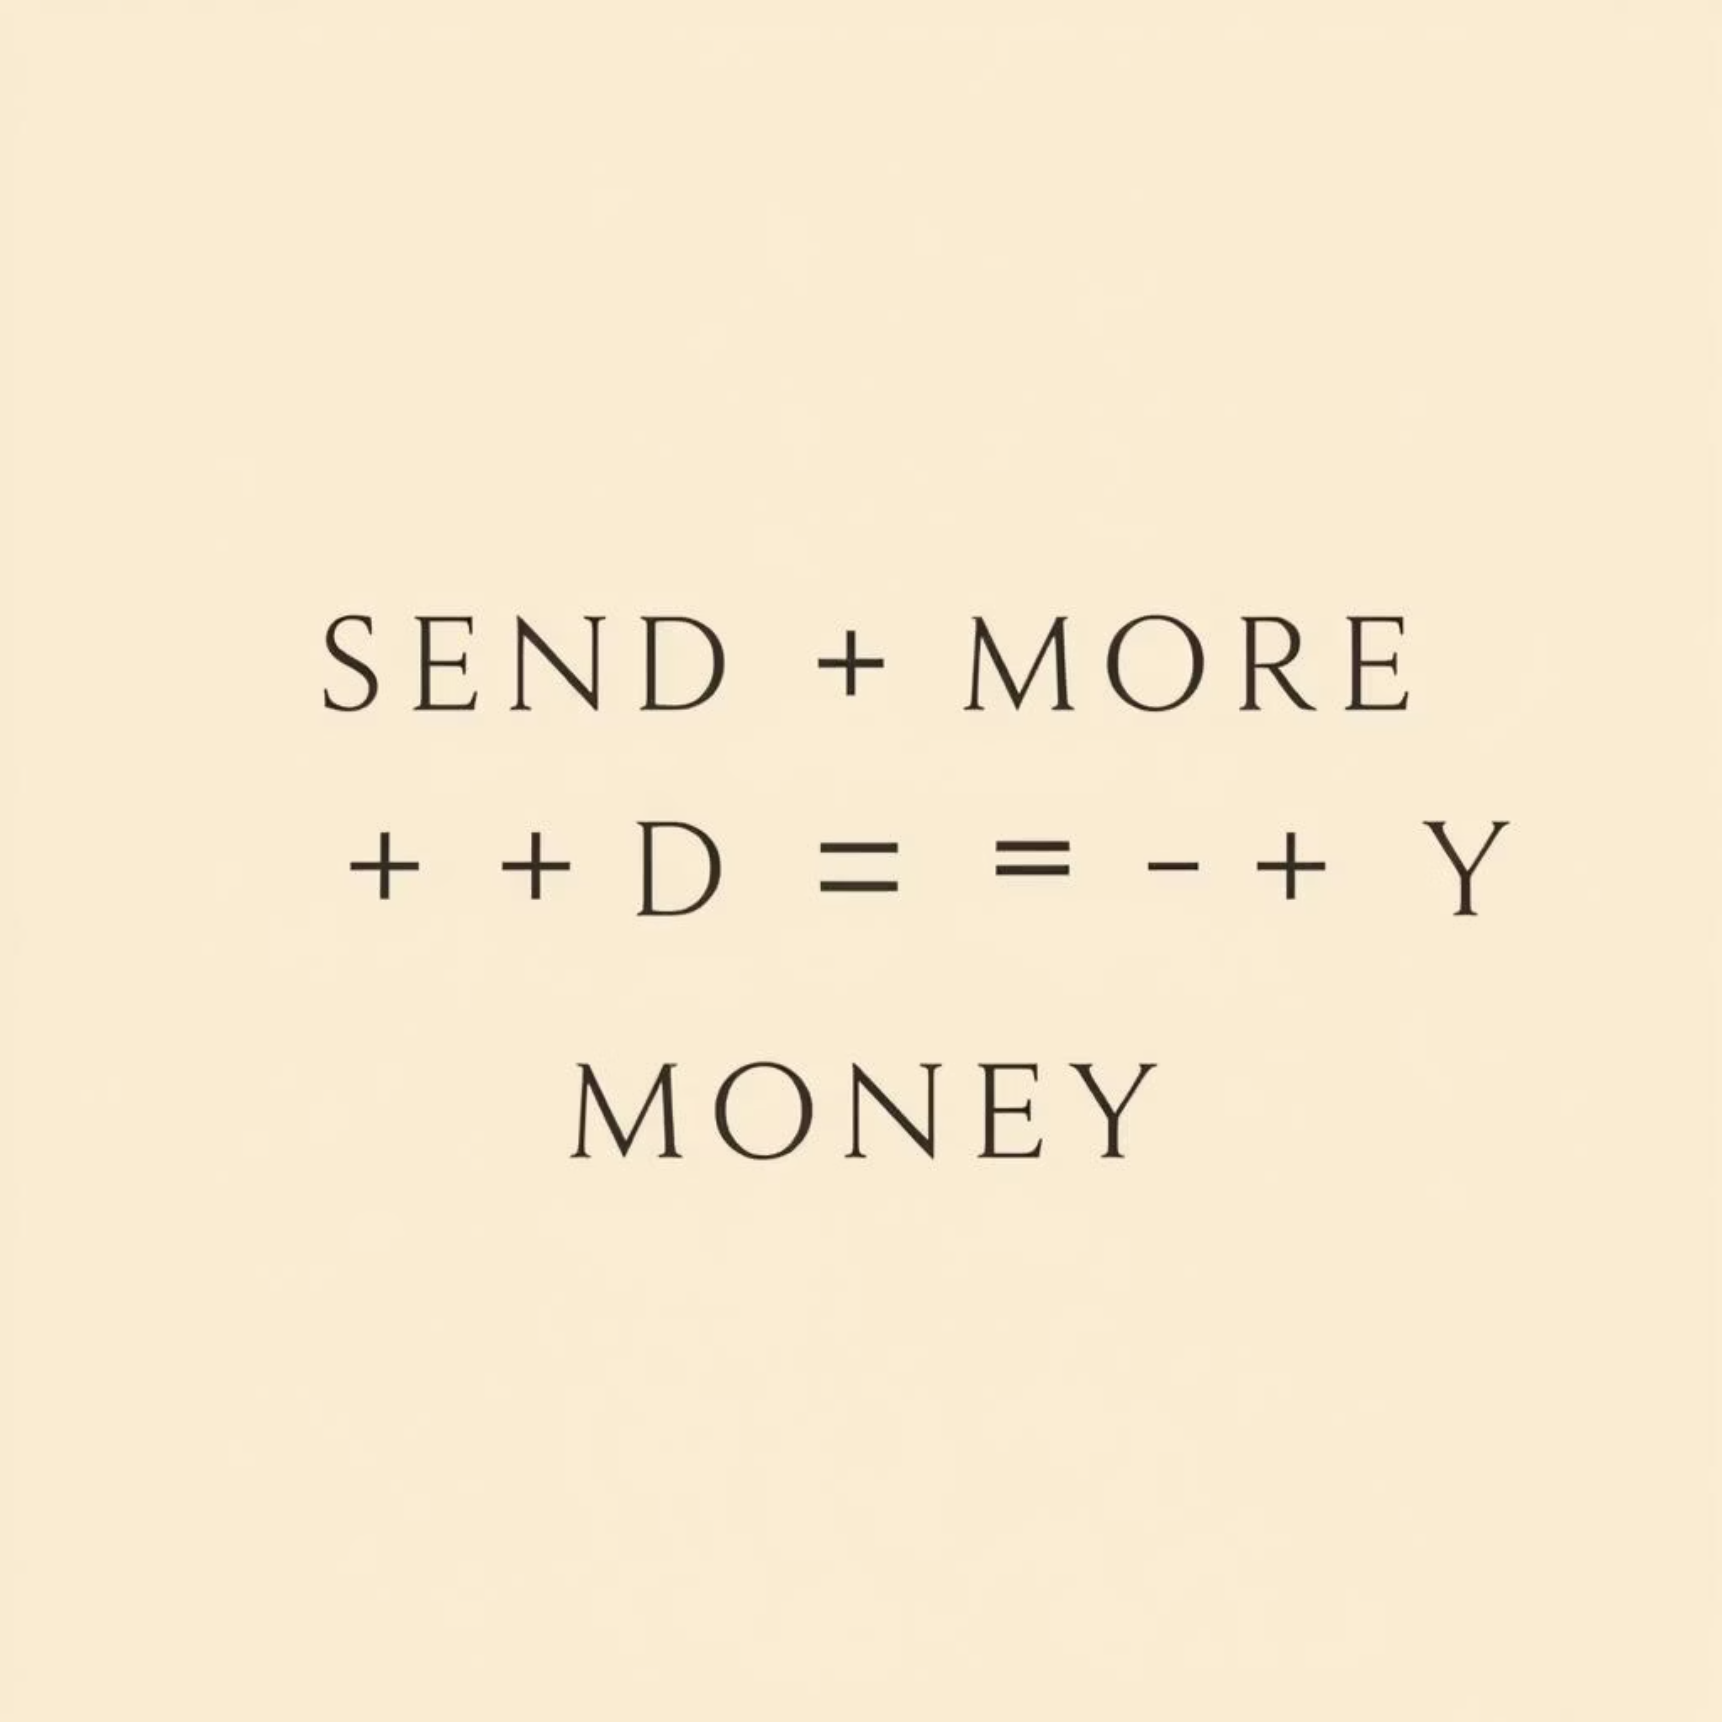 SEND + MORE
+ + D = = - + Y
MONEY